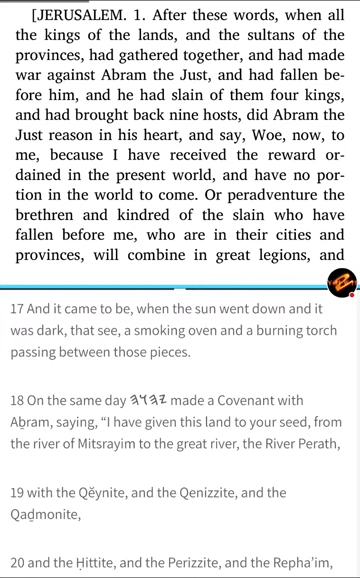 [JERUSALEM. 1. After these words, when all
the kings of the lands, and the sultans of the
provinces, had gathered together, and had made
war against Abram the Just, and had fallen be-
fore him, and he had slain of them four kings,
and had brought back nine hosts, did Abram the
Just reason in his heart, and say, Woe, now, to
me, because I have received the reward or-
dained in the present world, and have no por-
tion in the world to come. Or peradventure the
brethren and kindred of the slain who have
fallen before me, who are in their cities and
provinces, will combine in great legions, and
17 And it came to be, when the sun went down and it
was dark, that see, a smoking oven and a burning torch
passing between those pieces.
18 On the same day 𐤉𐤄𐤅𐤄 made a Covenant with
Aḇram, saying, “I have given this land to your seed, from
the river of Mitsrayim to the great river, the River Perath,
19 with the Qĕynite, and the Qenizzite, and the
Qaḏmonite,
20 and the Ḥittite, and the Perizzite, and the Repha’im,